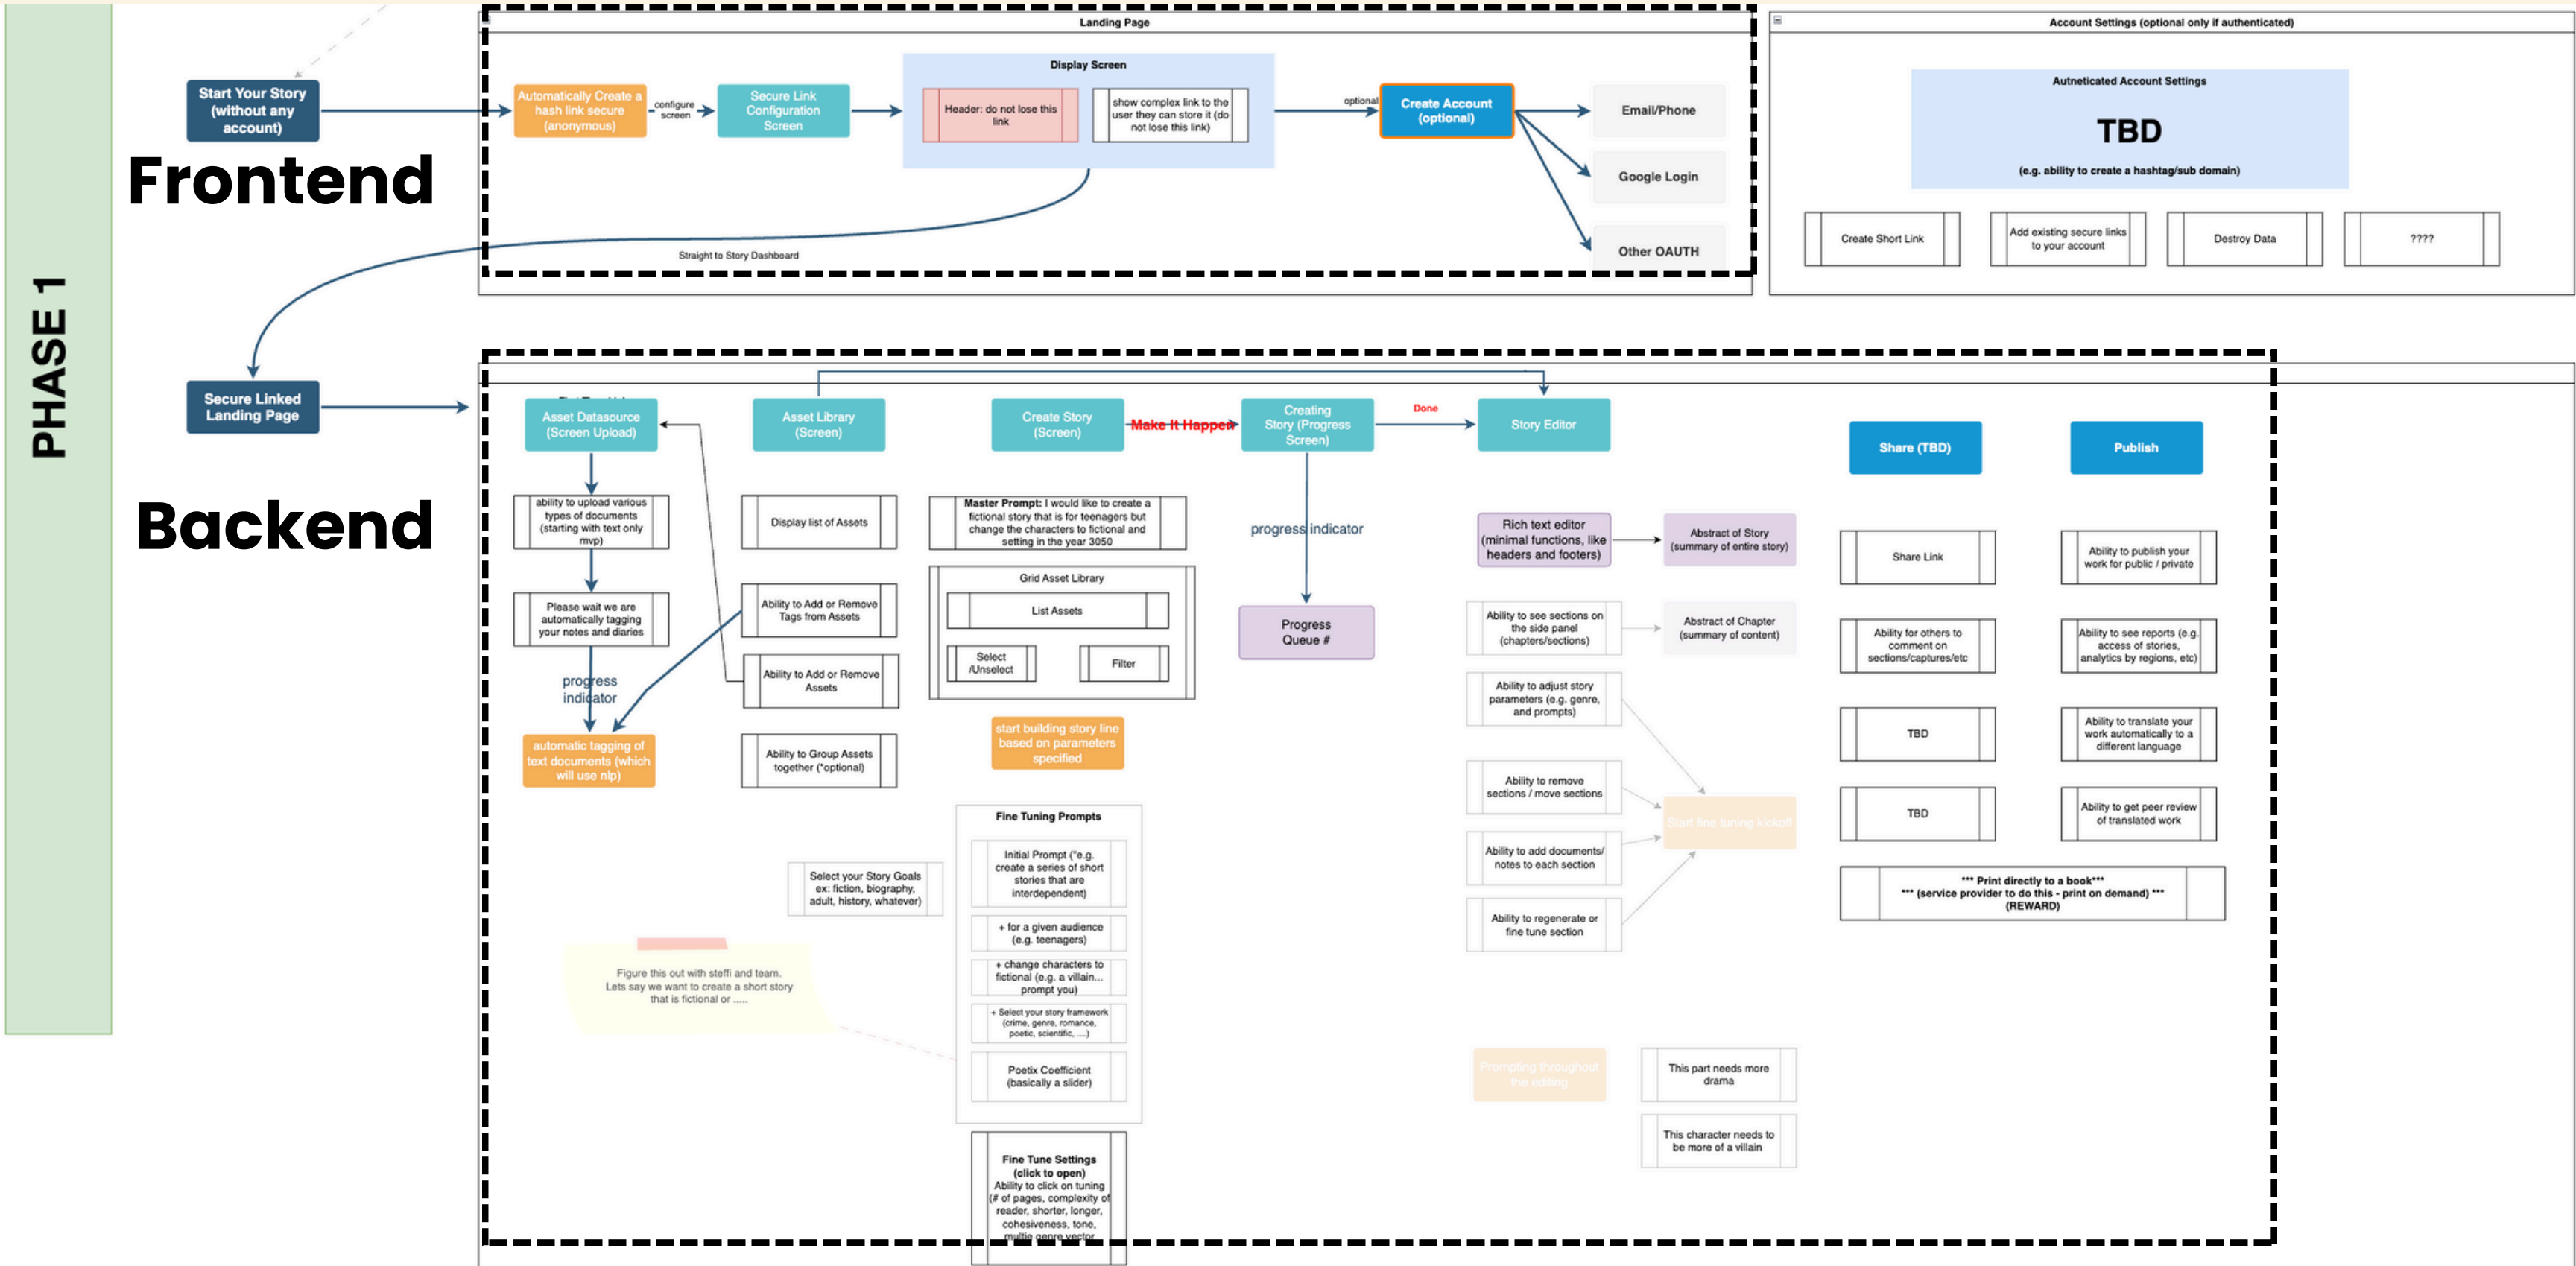 PHASE 1
Frontend
Backend
Start Your Story
(without any
account)
Landing Page
Automatically Create a
hash link secure
(anonymous)
configure
screen
Secure Link
Configuration
Screen
Display Screen
Header: do not lose this
link
show complex link to the
user they can store it (do
not lose this link)
optional
Create Account
(optional)
Email/Phone
Google Login
Other OAUTH
Straight to Story Dashboard
Account Settings (optional only if authenticated)
Autneticated Account Settings
TBD
(e.g. ability to create a hashtag/sub domain)
Create Short Link
Add existing secure links
to your account
Destroy Data
????
Secure Linked
Landing Page
Asset Datasource
(Screen Upload)
ability to upload various
types of documents
(starting with text only
mvp)
Please wait we are
automatically tagging
your notes and diaries
progress
indicator
automatic tagging of
text documents (which
will use nlp)
Asset Library
(Screen)
Display list of Assets
Ability to Add or Remove
Tags from Assets
Ability to Add or Remove
Assets
Ability to Group Assets
together (*optional)
Create Story
(Screen)
Make It Happen
Master Prompt: I would like to create a
fictional story that is for teenagers but
change the characters to fictional and
setting in the year 3050
Grid Asset Library
List Assets
Select
/Unselect
Filter
start building story line
based on parameters
specified
Select your Story Goals
ex: fiction, biography,
adult, history, whatever)
Figure this out with steffi and team.
Lets say we want to create a short story
that is fictional or .....
Fine Tuning Prompts
Initial Prompt ("e.g.
create a series of short
stories that are
interdependent)
+ for a given audience
(e.g. teenagers)
+ change characters to
fictional (e.g. a villain...
prompt you)
+ Select your story framework
(crime, genre, romance,
poetic, scientific, ....)
Poetix Coefficient
(basically a slider)
Fine Tune Settings
(click to open)
Ability to click on tuning
(# of pages, complexity of
reader, shorter, longer,
cohesiveness, tone,
multie genre vector
Creating
Story (Progress
Screen)
progress indicator
Progress
Queue #
Done
Story Editor
Rich text editor
(minimal functions, like
headers and footers)
Abstract of Story
(summary of entire story)
Ability to see sections on
the side panel
(chapters/sections)
Abstract of Chapter
(summary of content)
Ability to adjust story
parameters (e.g. genre,
and prompts)
Ability to remove
sections / move sections
Start fine tuning kickoff
Ability to add documents/
notes to each section
Ability to regenerate or
fine tune section
Prompting throughout
the editing
This part needs more
drama
This character needs to
be more of a villain
Share (TBD)
Share Link
Ability for others to
comment on
sections/captures/etc
TBD
TBD
Publish
Ability to publish your
work for public / private
Ability to see reports (e.g.
access of stories,
analytics by regions, etc)
Ability to translate your
work automatically to a
different language
Ability to get peer review
of translated work
*** Print directly to a book***
*** (service provider to do this - print on demand) ***
(REWARD)